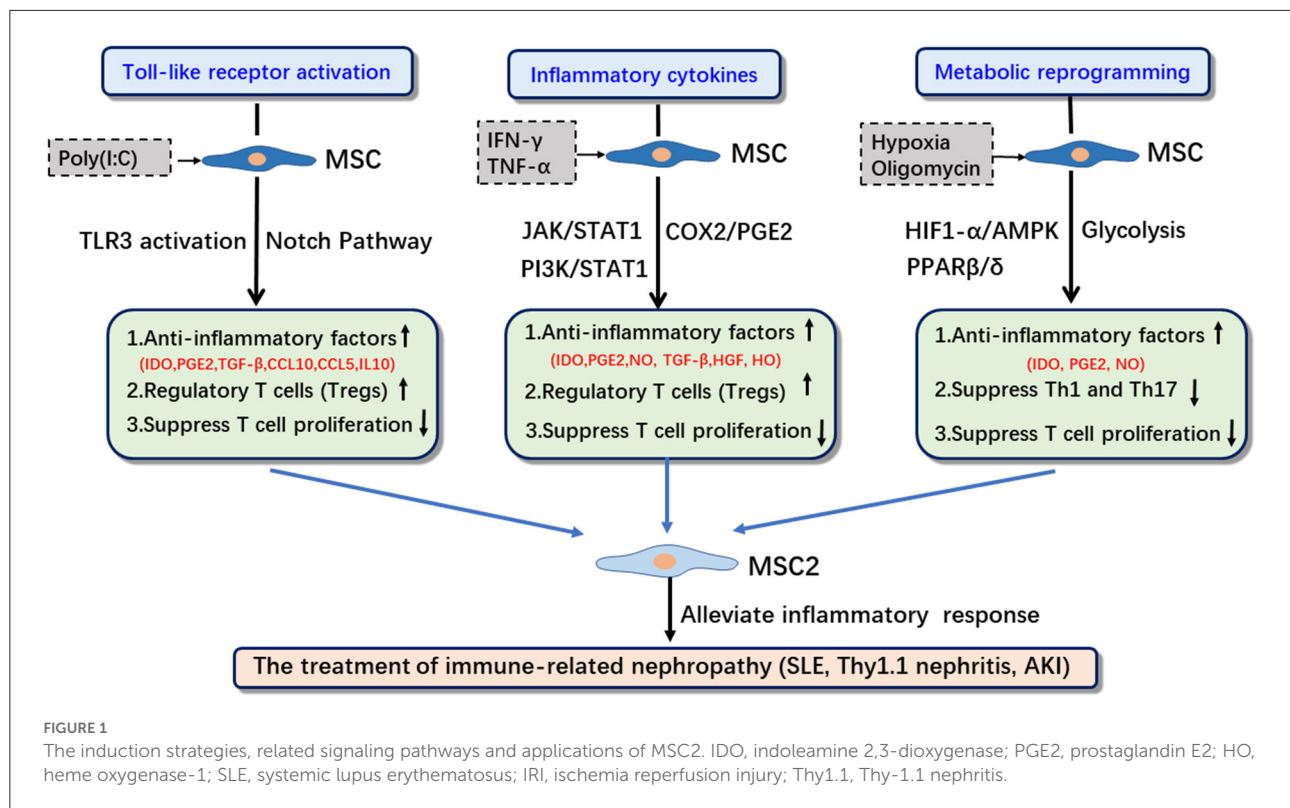 Toll-like receptor activation
Inflammatory cytokines
Metabolic reprogramming
Poly(I:C)
MSC
IFN-γ
TNF-α
MSC
Hypoxia
Oligomycin
MSC
TLR3 activation
Notch Pathway
JAK/STAT1
PI3K/STAT1
COX2/PGE2
HIF1-α/AMPK
PPARβ/δ
Glycolysis
1.Anti-inflammatory factors ↑
(IDO,PGE2,TGF-β,CCL10,CCL5,IL10)
2.Regulatory T cells (Tregs) ↑
3.Suppress T cell proliferation ↓
1.Anti-inflammatory factors ↑
(IDO,PGE2,NO, TGF-β,HGF, HO)
2.Regulatory T cells (Tregs) ↑
3.Suppress T cell proliferation ↓
1.Anti-inflammatory factors ↑
(IDO, PGE2, NO)
2.Suppress Th1 and Th17 ↓
3.Suppress T cell proliferation ↓
MSC2
Alleviate inflammatory response
The treatment of immune-related nephropathy (SLE, Thy1.1 nephritis, AKI)
FIGURE 1
The induction strategies, related signaling pathways and applications of MSC2. IDO, indoleamine 2,3-dioxygenase; PGE2, prostaglandin E2; HO,
heme oxygenase-1; SLE, systemic lupus erythematosus; IRI, ischemia reperfusion injury; Thy1.1, Thy-1.1 nephritis.